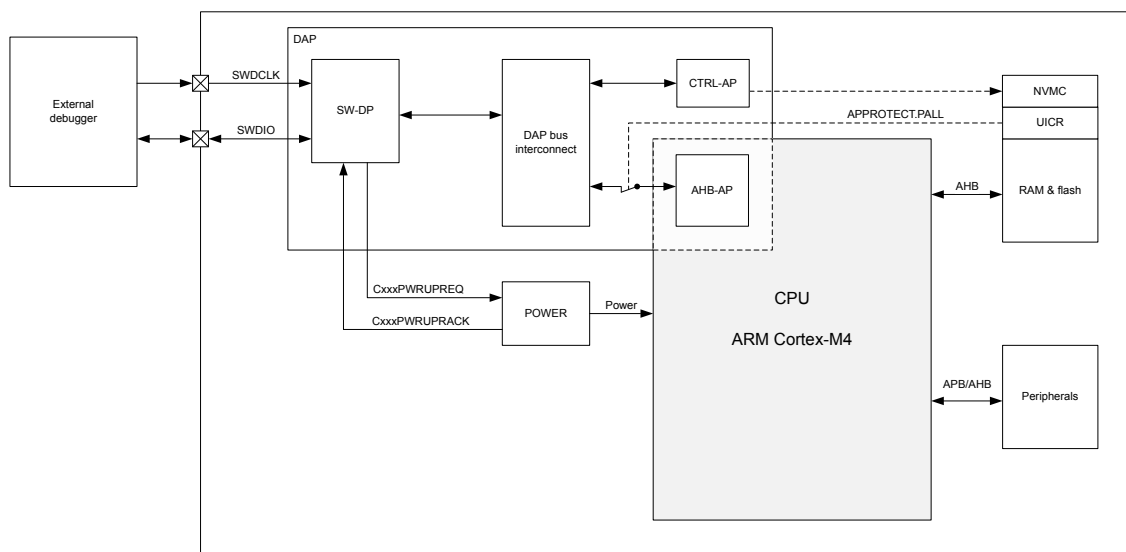 DAP
External
debugger
SWDCLK
SWDIO
SW-DP
DAP bus
interconnect
CTRL-AP
NVMC
APPROTECT.PALL
UICR
AHB-AP
AHB
RAM & flash
CxxxPWRUPREQ
CxxxPWRUPRACK
POWER
Power
CPU
ARM Cortex-M4
APB/AHB
Peripherals